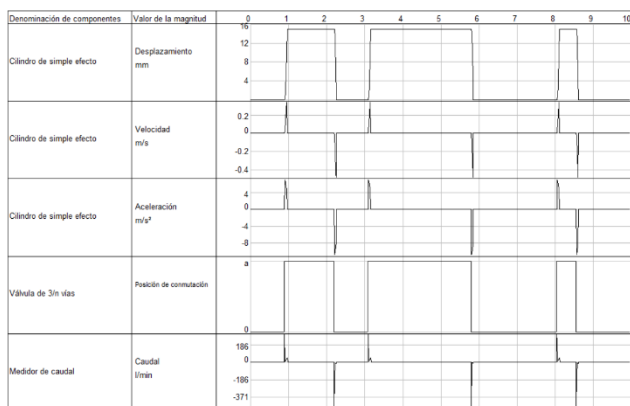 Denominación de componentes Valor de la magnitud 0 1 2 3 4 5 6 7 8 9 10
16
Desplazamiento 12
Cilindro de simple efecto mm 8
4
Velocidad 0.2
Cilindro de simple efecto 0
m/s -0.2
-0.4
Aceleración 4
Cilindro de simple efecto 0
m/s² -4
-8
a
Válvula de 3/n vías Posición de conmutación
0
Caudal 186
Medidor de caudal 0
l/min -186
-371